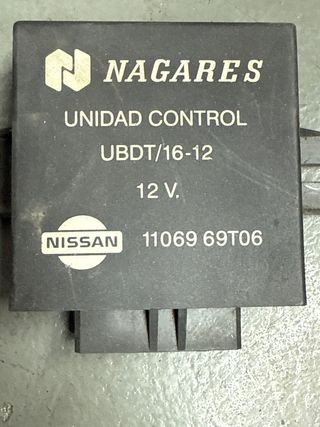 NAGARES
UNIDAD CONTROL
UBDT/16-12
12 V.
NISSAN 11069 69T06